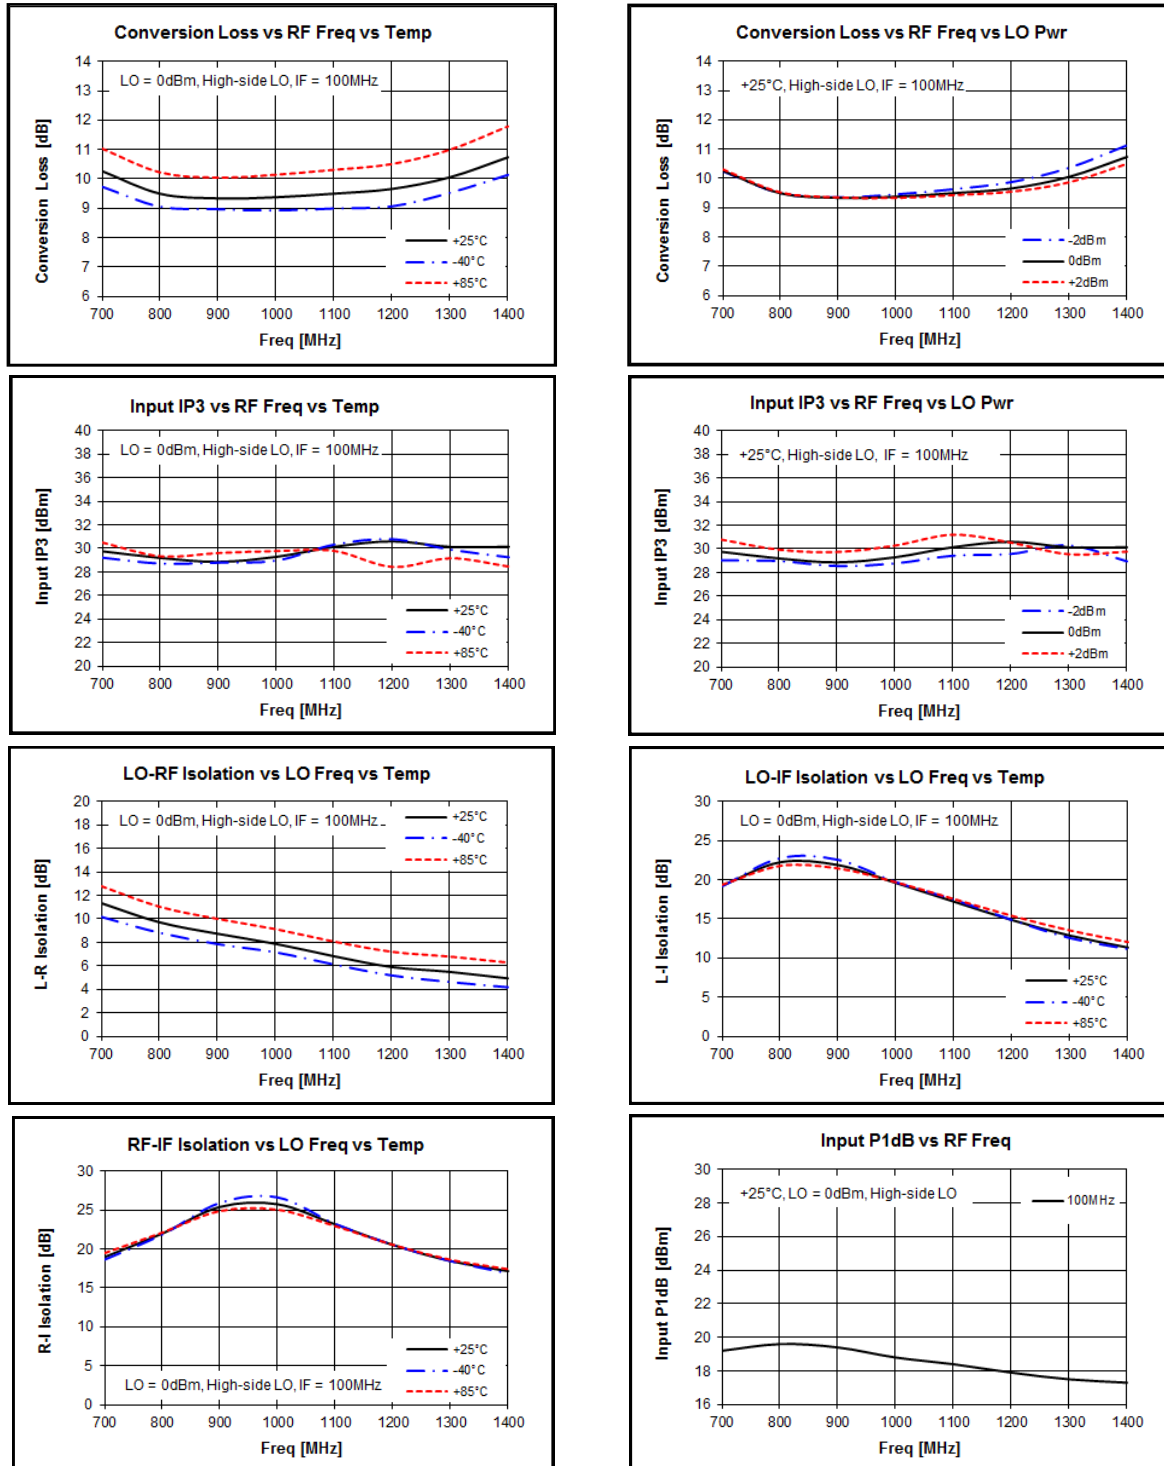 Conversion Loss vs RF Freq vs Temp
14
13
12
11
10
9
8
7
6
Conversion Loss [dB]
LO = 0dBm, High-side LO, IF = 100MHz
+25°C
-40°C
+85°C
700 800 900 1000 1100 1200 1300 1400
Freq [MHz]
Conversion Loss vs RF Freq vs LO Pwr
14
13
12
11
10
9
8
7
6
Conversion Loss [dB]
+25°C, High-side LO, IF = 100MHz
-2dBm
0dBm
+2dBm
700 800 900 1000 1100 1200 1300 1400
Freq [MHz]
Input IP3 vs RF Freq vs Temp
40
38
36
34
32
30
28
26
24
22
20
Input IP3 [dBm]
LO = 0dBm, High-side LO, IF = 100MHz
+25°C
-40°C
+85°C
700 800 900 1000 1100 1200 1300 1400
Freq [MHz]
Input IP3 vs RF Freq vs LO Pwr
40
38
36
34
32
30
28
26
24
22
20
Input IP3 [dBm]
+25°C, High-side LO, IF = 100MHz
-2dBm
0dBm
+2dBm
700 800 900 1000 1100 1200 1300 1400
Freq [MHz]
LO-RF Isolation vs LO Freq vs Temp
20
18
16
14
12
10
8
6
4
2
0
L-R Isolation [dB]
LO = 0dBm, High-side LO, IF = 100MHz
+25°C
-40°C
+85°C
700 800 900 1000 1100 1200 1300 1400
Freq [MHz]
LO-IF Isolation vs LO Freq vs Temp
30
25
20
15
10
5
0
L-I Isolation [dB]
LO = 0dBm, High-side LO, IF = 100MHz
+25°C
-40°C
+85°C
700 800 900 1000 1100 1200 1300 1400
Freq [MHz]
RF-IF Isolation vs LO Freq vs Temp
30
25
20
15
10
5
0
R-I Isolation [dB]
+25°C
-40°C
+85°C
LO = 0dBm, High-side LO, IF = 100MHz
700 800 900 1000 1100 1200 1300 1400
Freq [MHz]
Input P1dB vs RF Freq
30
28
26
24
22
20
18
16
Input P1dB [dBm]
+25°C, LO = 0dBm, High-side LO
100MHz
700 800 900 1000 1100 1200 1300 1400
Freq [MHz]